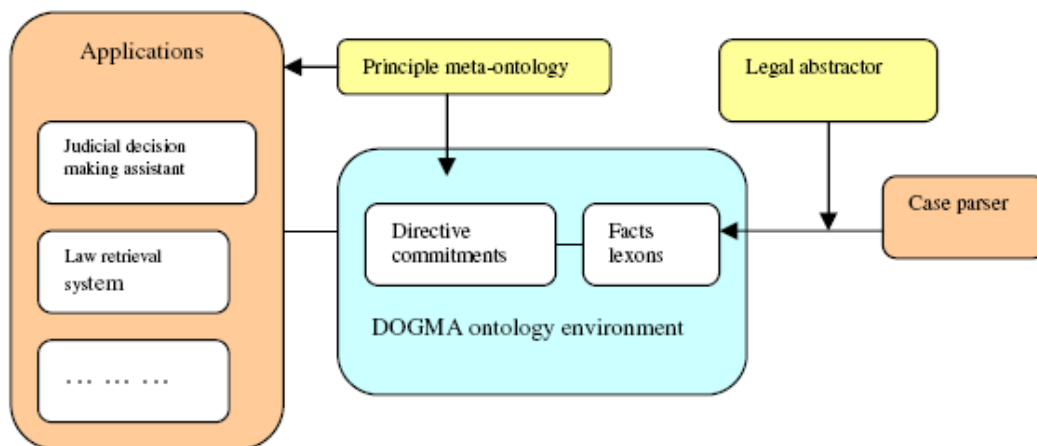 Applications
Judicial decision
making assistant
Law retrieval
system
... ... ...
Principle meta-ontology
Legal abstractor
Directive
commitments
Facts
lexons
DOGMA ontology environment
Case parser